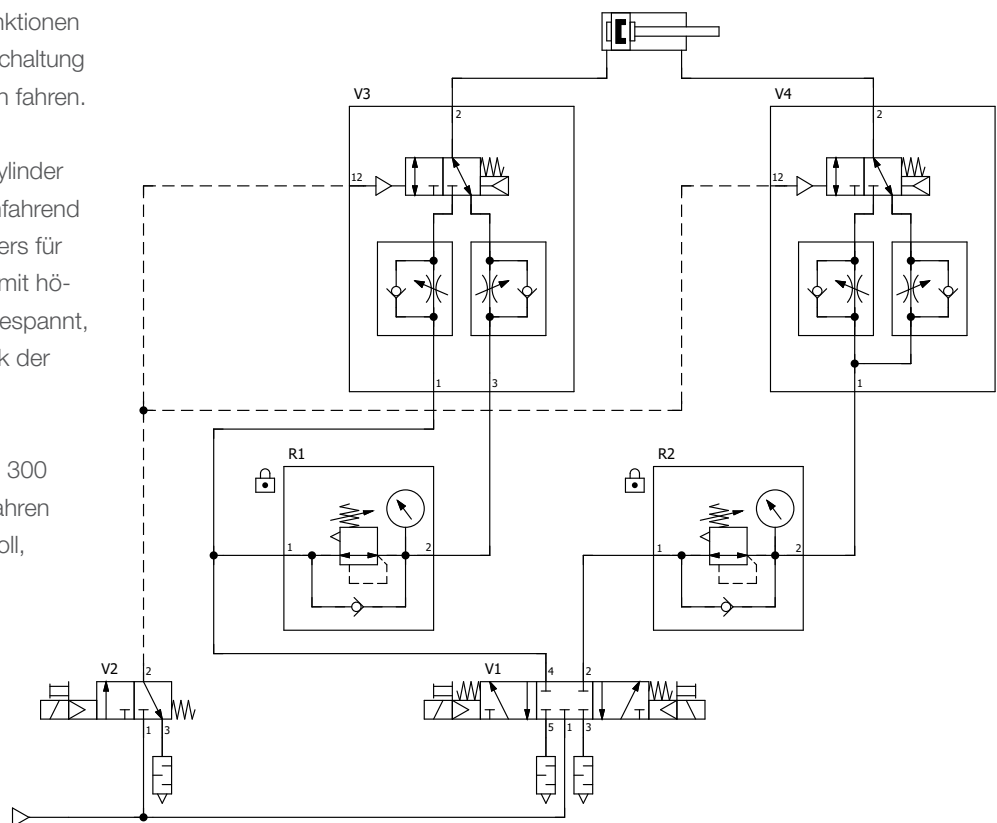 nktionen
chaltung
n fahren.
ylinder
nfahrend
ers für
mit hö-
espannt,
k der
300
ahren
oll,
V3
2
12
1
3
V4
2
12
1
R1
1
2
R2
1
2
V2
2
1
3
V1
4
2
5
1
3